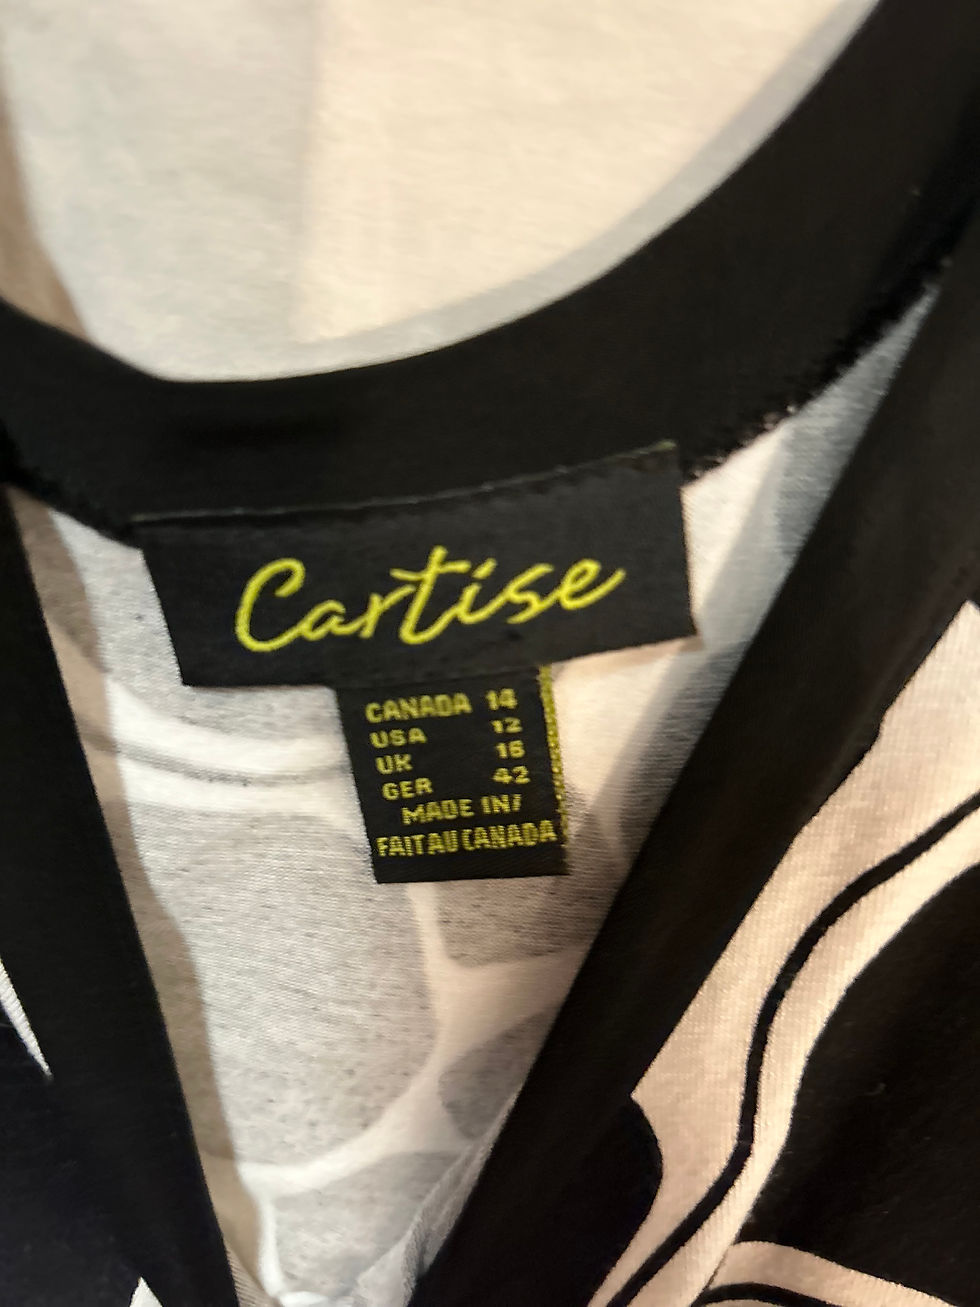 Cartise
CANADA 14
USA 12
UK 16
GER 42
MADE IN/
FAIT AU CANADA